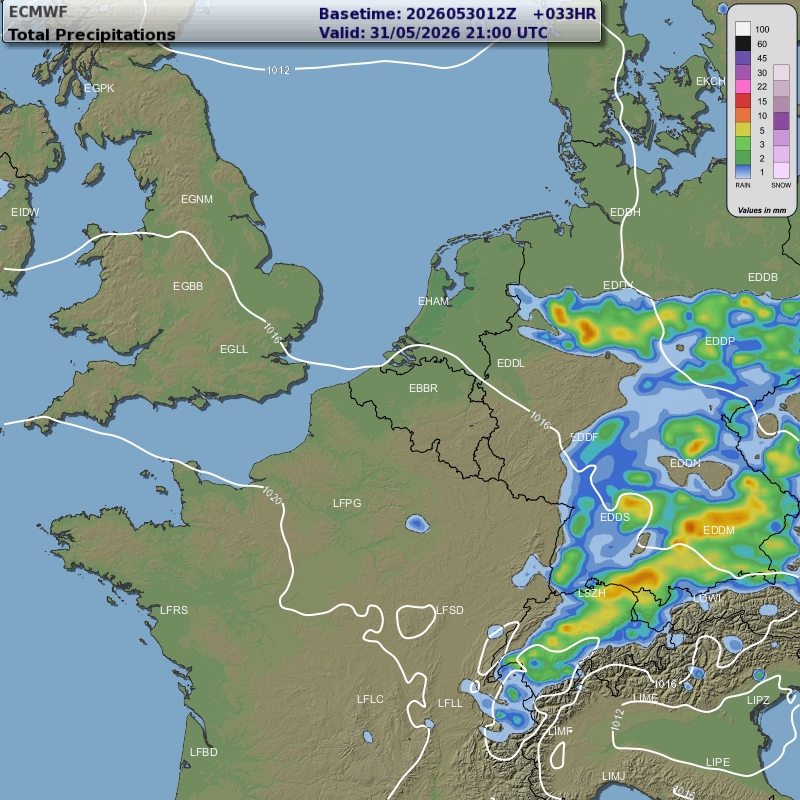 ECMWF
Basetime: 2026053012Z +033HR
Total Precipitations
Valid: 31/05/2026 21:00 UTC
100
60
45
30
22
15
10
5
3
2
1
RAIN SNOW
Values in mm
1012
EGPK
EKCH
EGNM
EIDW
EDDH
EDDB
EGBB
EHAM
1016
EDDP
EGLL
EDDL
EBBR
1016
EDDF
EDDN
1020
LFPG
EDDS
EDDM
LSZH
LOWI
LFRS
LFSD
1016
LFLC
LFLL
LIME
LIPZ
1012
LIMF
LFBD
LIPE
LIMJ
1016